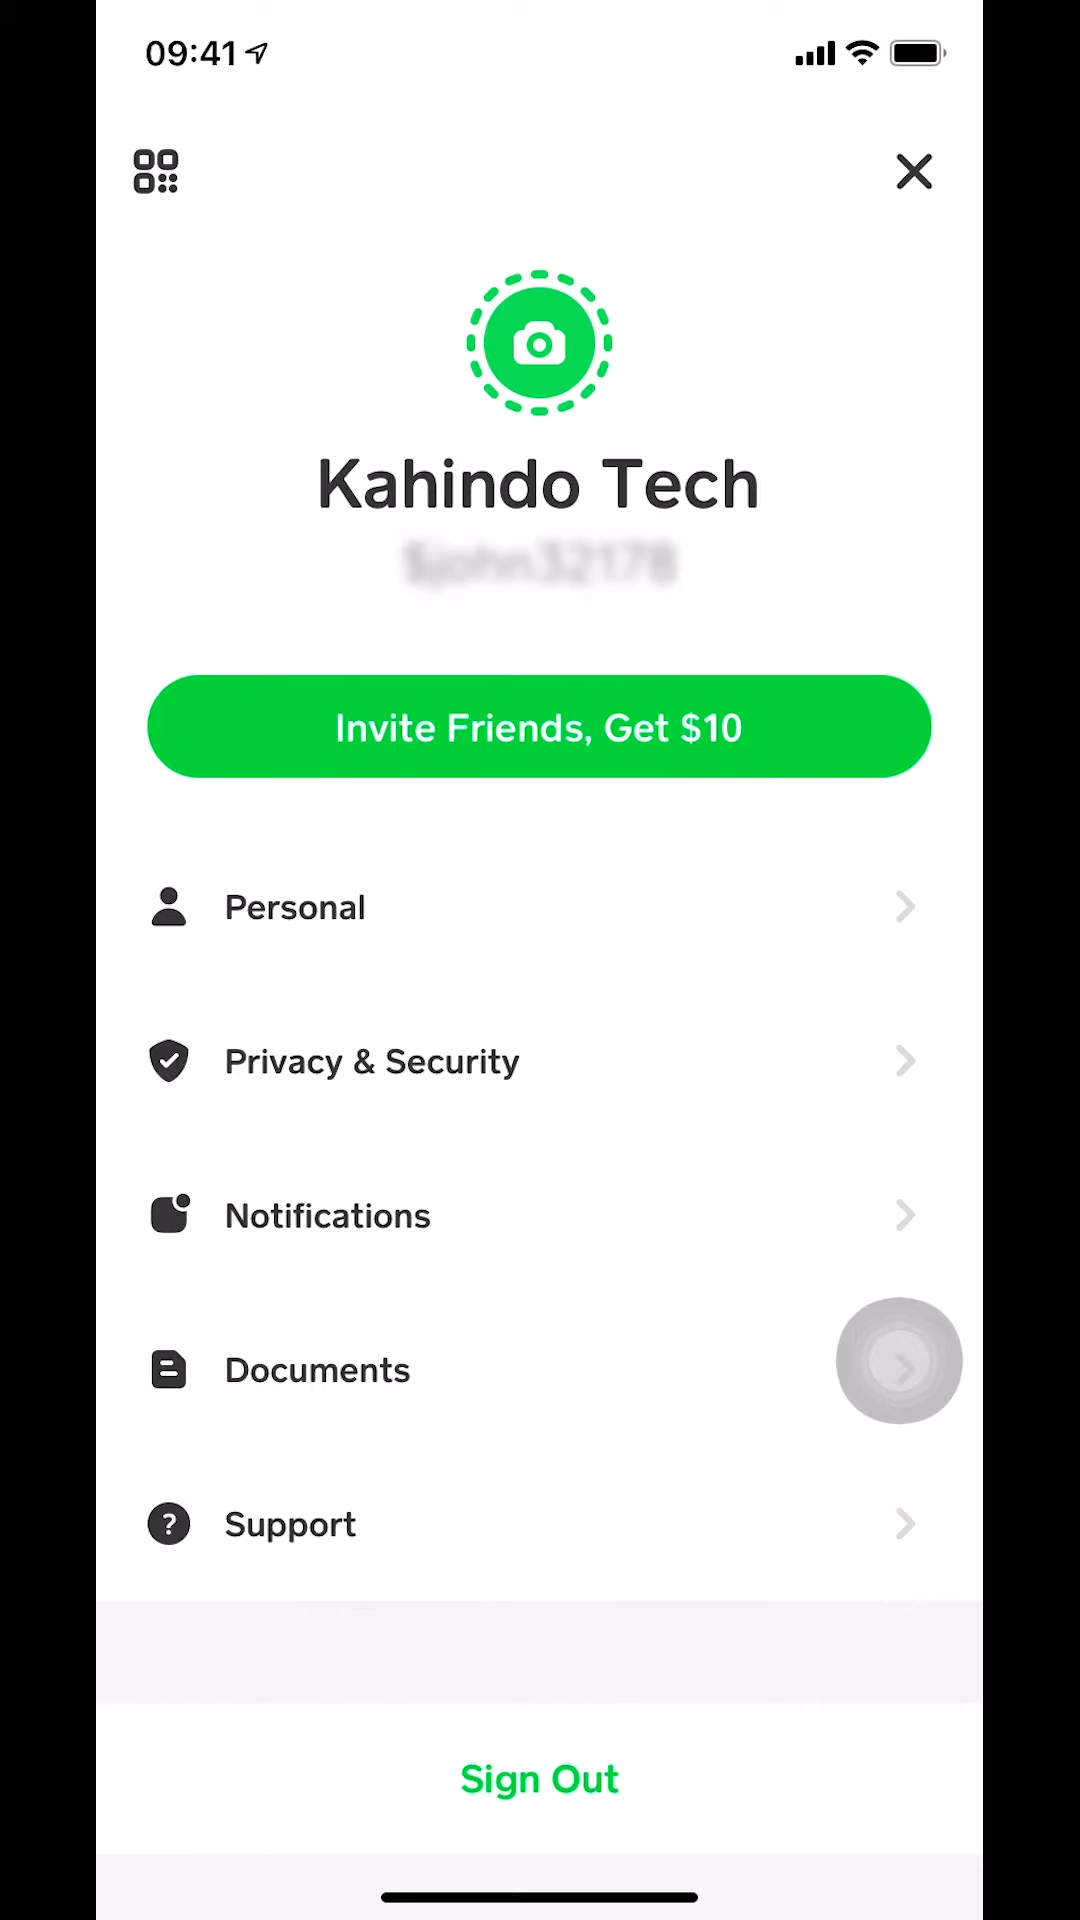 09:41
Kahindo Tech
Invite Friends, Get $10
Personal
Privacy & Security
Notifications
Documents
Support
Sign Out